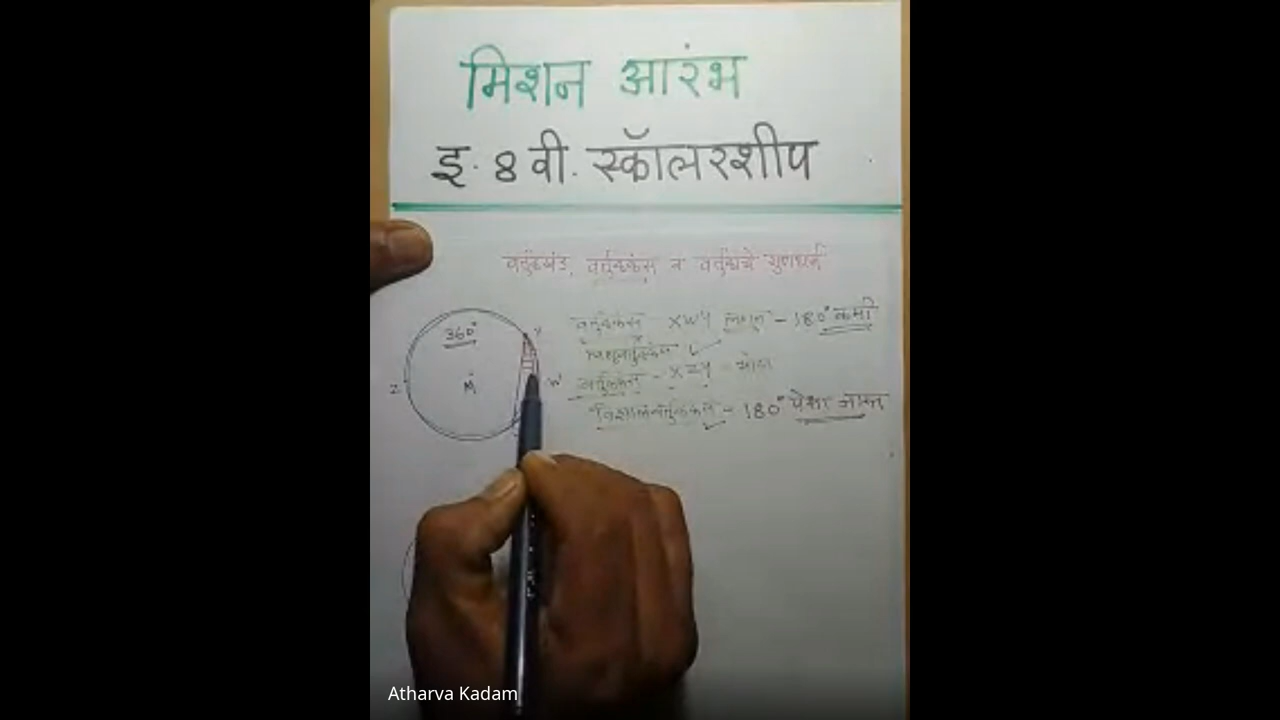 मिशन आरंभ
इ. 8 वी. स्कॉलरशीप
वर्तुळखंड, वर्तुळकंस व वर्तुळाचे गुणधर्म
360°
X
Z
M
W
वर्तुळकंस - XWY लहान - 180° कमी
लघुवर्तुळकंस
वर्तुळकंस - XZY - मोठा
विशालवर्तुळकंस - 180° पेक्षा जास्त
Atharva Kadam